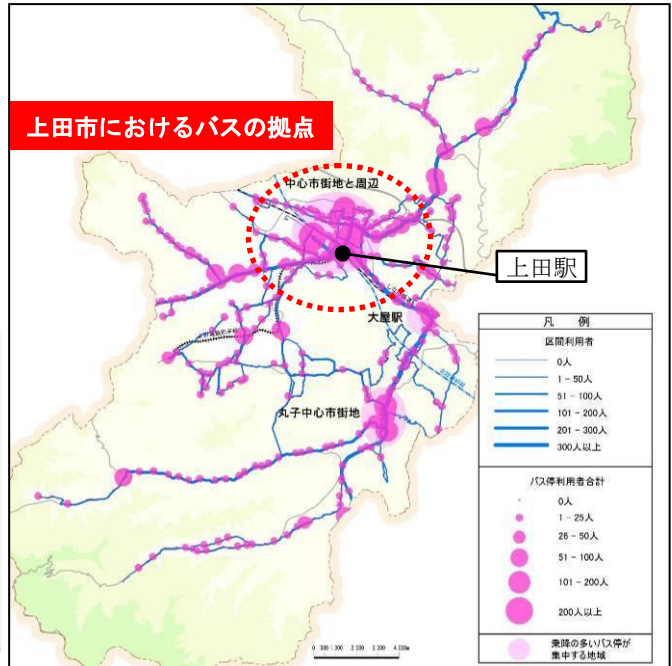 上田市におけるバスの拠点
中心市街地と周辺
上田駅
大屋駅
丸子中心市街地
凡　例
区間利用者
0人
1－50人
51－100人
101－200人
201－300人
300人以上
バス停利用者合計
0人
1－25人
26－50人
51－100人
101－200人
200人以上
乗降の多いバス停が
集中する地域